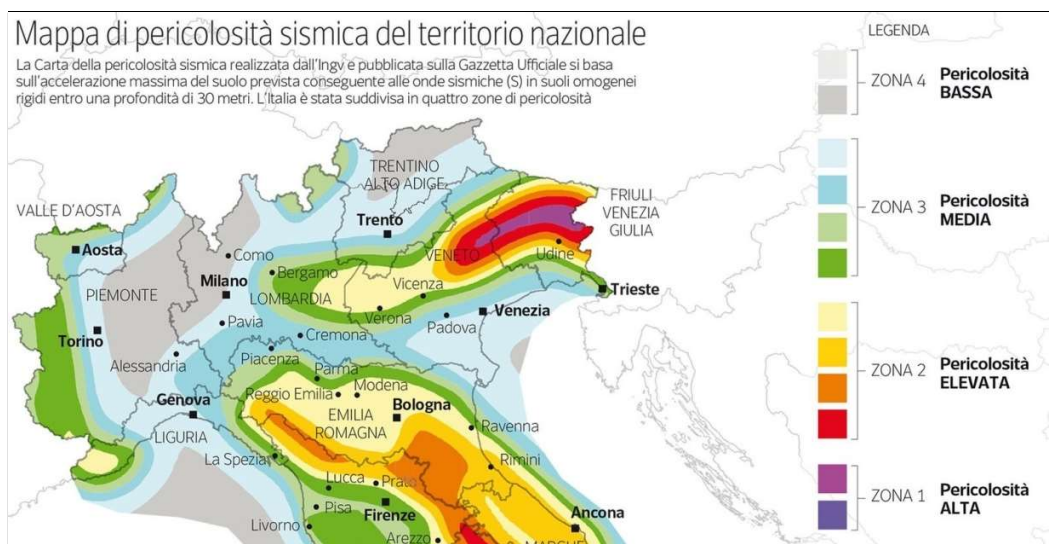 Mappa di pericolosità sismica del territorio nazionale
La Carta della pericolosità sismica realizzata dall'Ingv e pubblicata sulla Gazzetta Ufficiale si basa
sull'accelerazione massima del suolo prevista conseguente alle onde sismiche (S) in suoli omogenei
rigidi entro una profondità di 30 metri. L'Italia è stata suddivisa in quattro zone di pericolosità
LEGENDA
ZONA 4
Pericolosità
BASSA
ZONA 3
Pericolosità
MEDIA
ZONA 2
Pericolosità
ELEVATA
ZONA 1
Pericolosità
ALTA
TRENTINO
ALTO ADIGE
VALLE D'AOSTA
FRIULI
VENEZIA
GIULIA
Trento
Aosta
Como
VENETO
Udine
Bergamo
Milano
PIEMONTE
LOMBARDIA
Vicenza
Trieste
Verona
Venezia
Padova
Pavia
Torino
Cremona
Alessandria
Piacenza
Parma
Reggio Emilia
Modena
Genova
Bologna
EMILIA
ROMAGNA
Ravenna
LIGURIA
La Spezia
Rimini
Lucca
Prato
Pisa
Firenze
Ancona
Livorno
Arezzo
MARCHE